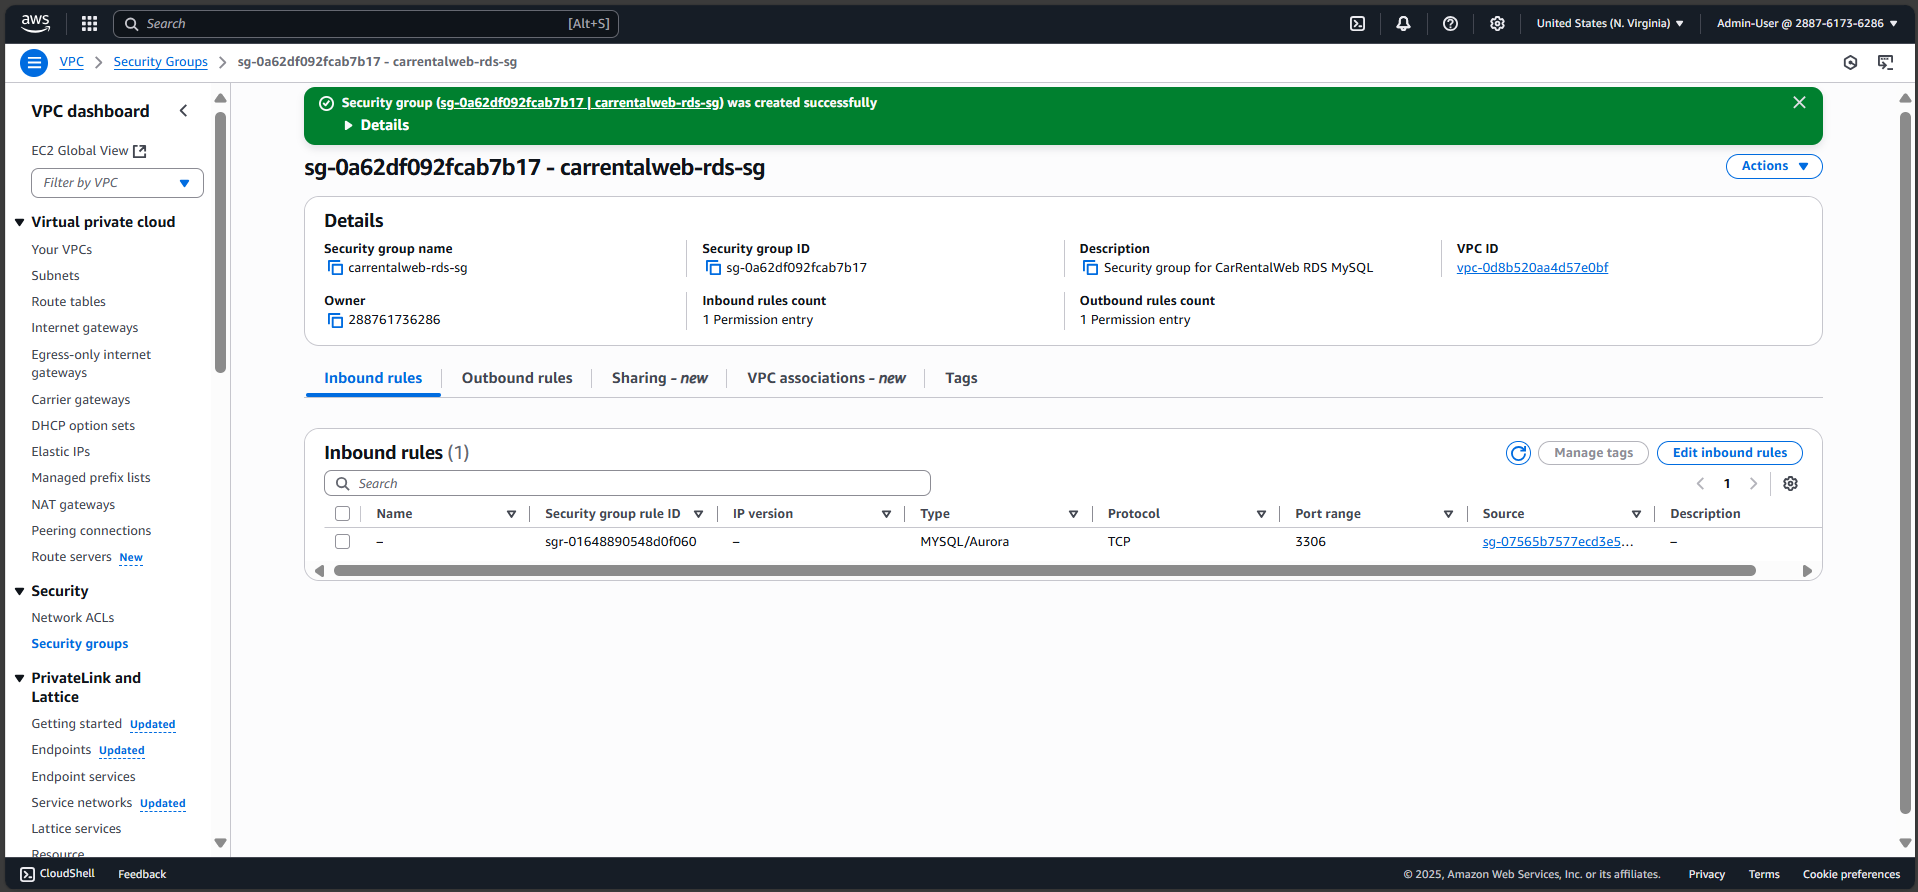 aws
Search
[Alt+S]
United States (N. Virginia)
Admin-User @ 2887-6173-6286
VPC
Security Groups
sg-0a62df092fcab7b17 - carrentalweb-rds-sg
VPC dashboard
EC2 Global View
Filter by VPC
Virtual private cloud
Your VPCs
Subnets
Route tables
Internet gateways
Egress-only internet
gateways
Carrier gateways
DHCP option sets
Elastic IPs
Managed prefix lists
NAT gateways
Peering connections
Route servers New
Security
Network ACLs
Security groups
PrivateLink and
Lattice
Getting started Updated
Endpoints Updated
Endpoint services
Service networks Updated
Lattice services
Resource
Security group (sg-0a62df092fcab7b17 | carrentalweb-rds-sg) was created successfully
Details
sg-0a62df092fcab7b17 - carrentalweb-rds-sg
Actions
Details
Security group name
carrentalweb-rds-sg
Security group ID
sg-0a62df092fcab7b17
Description
Security group for CarRentalWeb RDS MySQL
VPC ID
vpc-0d8b520aa4d57e0bf
Owner
288761736286
Inbound rules count
1 Permission entry
Outbound rules count
1 Permission entry
Inbound rules
Outbound rules
Sharing - new
VPC associations - new
Tags
Inbound rules (1)
Manage tags
Edit inbound rules
Search
1
Name Security group rule ID IP version Type Protocol Port range Source Description
– sgr-01648890548d0f060 – MYSQL/Aurora TCP 3306 sg-07565b7577ecd3e5... –
CloudShell
Feedback
© 2025, Amazon Web Services, Inc. or its affiliates.
Privacy
Terms
Cookie preferences